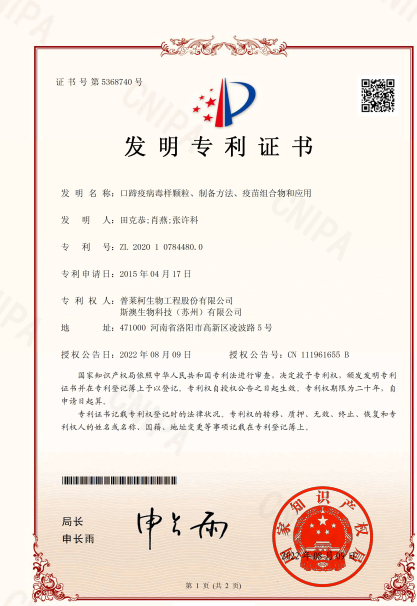 证书号第5368740号
发明专利证书
发明名称：口蹄疫病毒样颗粒、制备方法、疫苗组合物和应用
发明人：田克恭;肖燕;张许科
专利号：ZL 2020 1 0784480.0
专利申请日：2015年04月17日
专利权人：普莱柯生物工程股份有限公司
斯澳生物科技（苏州）有限公司
地址：471000 河南省洛阳市高新区凌波路5号
授权公告日：2022年08月09日 授权公告号：CN 111961655 B
国家知识产权局依照中华人民共和国专利法进行审查，决定授予专利权，颁发发明专利
证书并在专利登记簿上予以登记。专利权自授权公告之日起生效。专利权期限为二十年，自
申请日起算。
专利证书记载专利权登记时的法律状况。专利权的转移、质押、无效、终止、恢复和专
利权人的姓名或名称、国籍、地址变更等事项记载在专利登记簿上。
局长
申长雨
申长雨
国家知识产权局
2022年08月09日
第 1 页 (共 2 页)
CNIPA
CNIPA
CNIPA
CNIPA